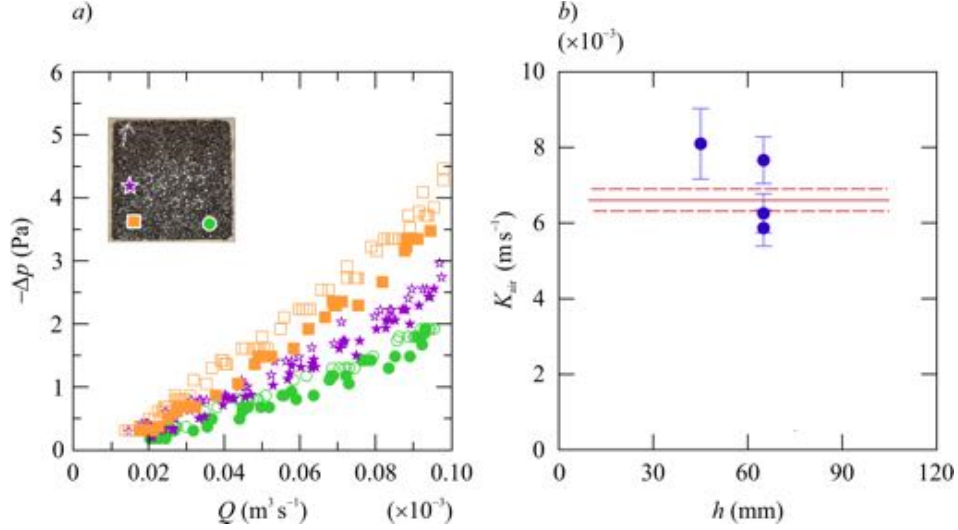 a)
b)
(×10⁻³)
6
5
4
3
2
1
0
−Δp (Pa)
0 0.02 0.04 0.06 0.08 0.10
Q (m³ s⁻¹) (×10⁻³)
10
8
6
4
2
0
K_air (m s⁻¹)
0 30 60 90 120
h (mm)